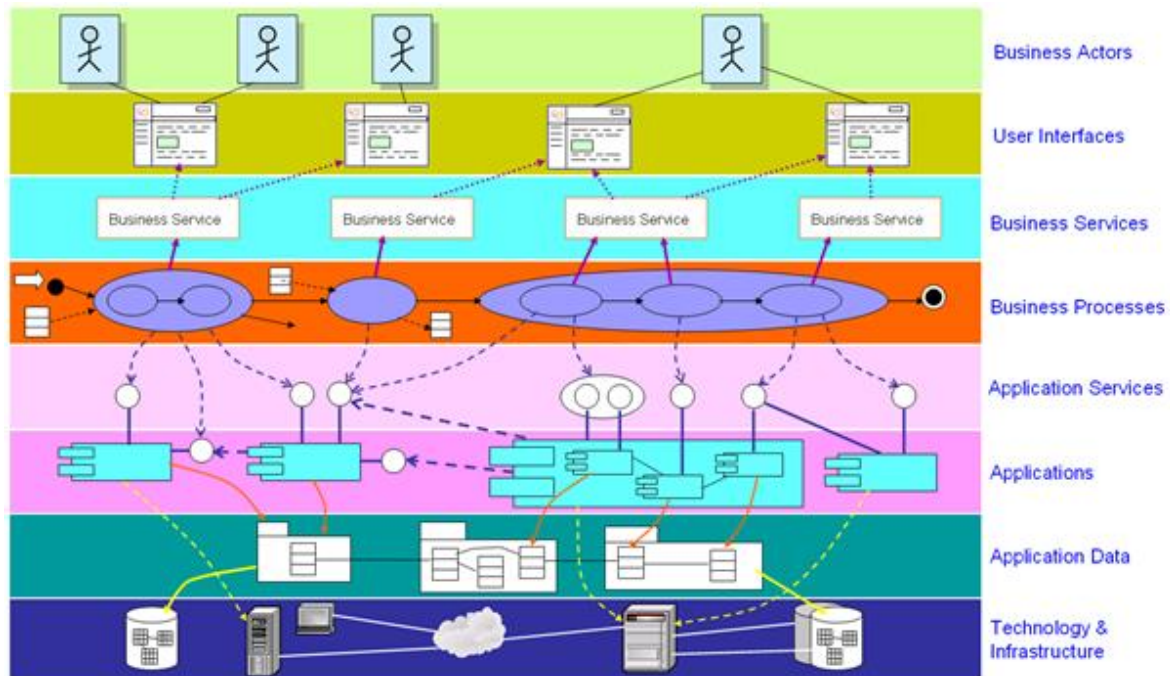 Business Actors
User Interfaces
Business Service
Business Service
Business Service
Business Service
Business Services
Business Processes
Application Services
Applications
Application Data
Technology &
Infrastructure